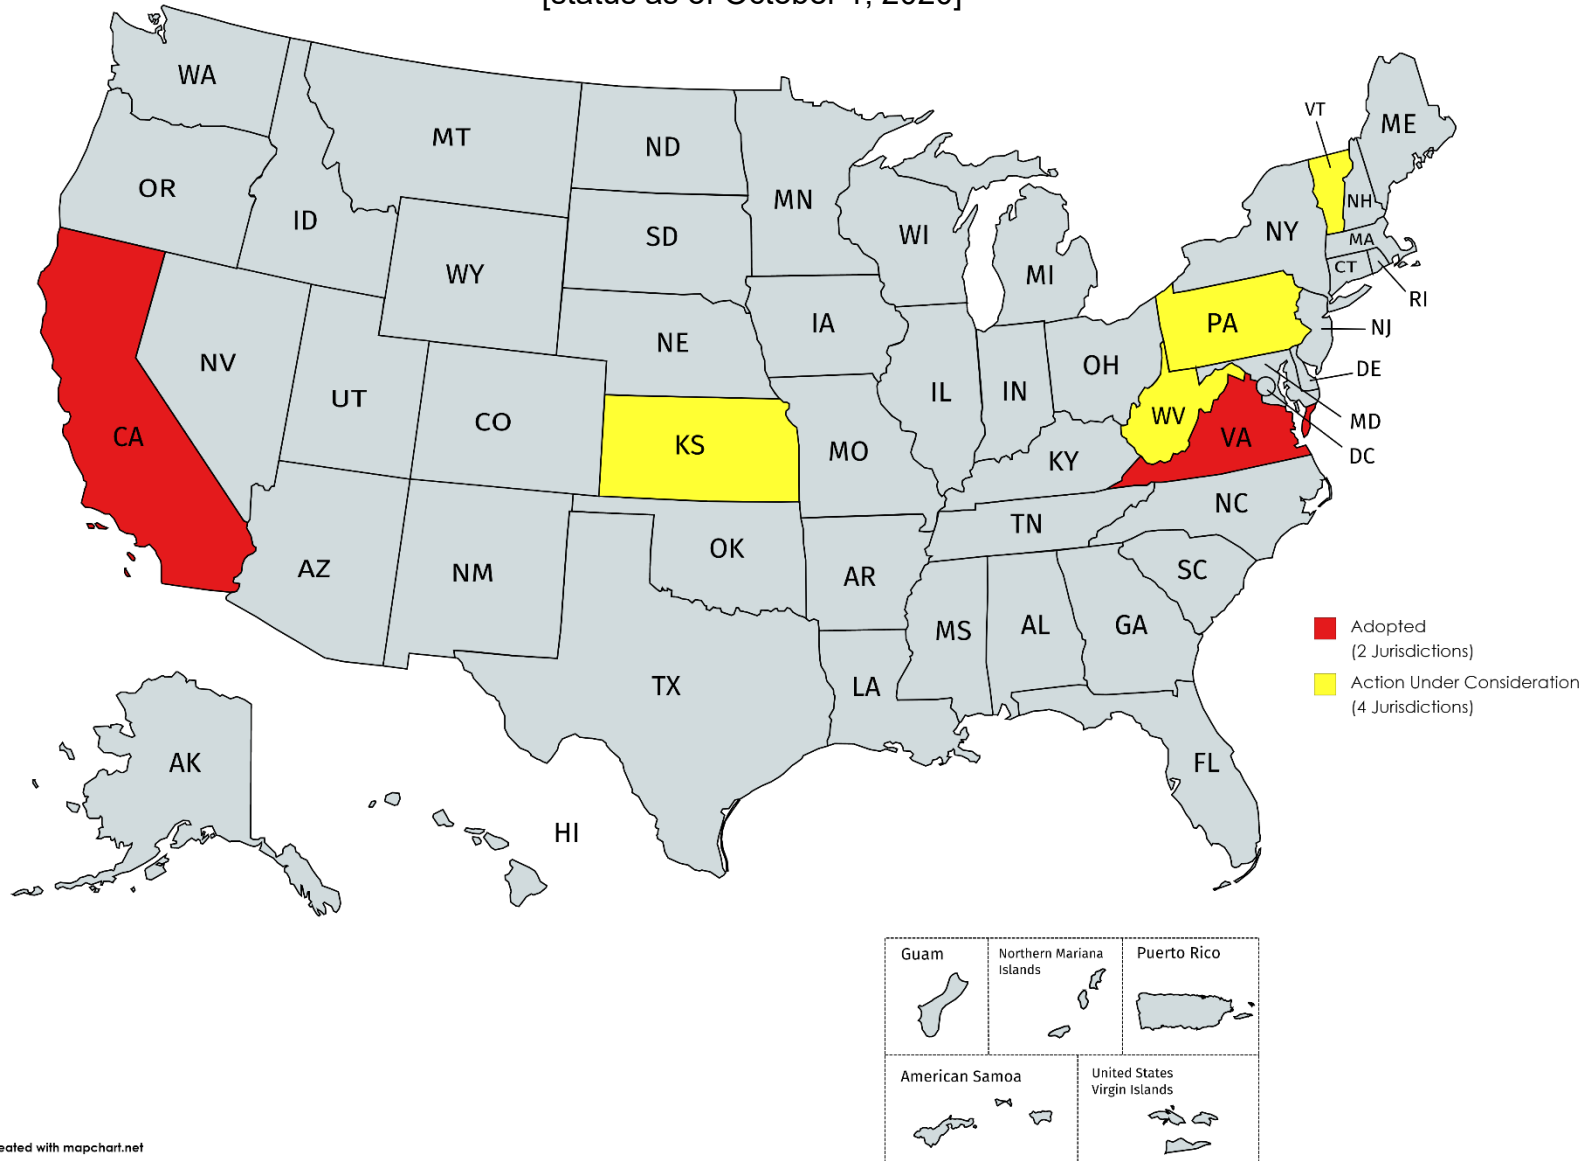 WA
MT
ND
MN
OR
ID
SD
WI
WY
MI
NY
VT
ME
NH
MA
CT
RI
NV
UT
CO
NE
IA
IL
IN
OH
PA
NJ
DE
MD
DC
CA
KS
MO
KY
WV
VA
AZ
NM
OK
AR
TN
NC
SC
TX
LA
MS
AL
GA
FL
AK
HI
Adopted
(2 Jurisdictions)
Action Under Consideration
(4 Jurisdictions)
Guam
Northern Mariana
Islands
Puerto Rico
American Samoa
United States
Virgin Islands
with mapchart.net